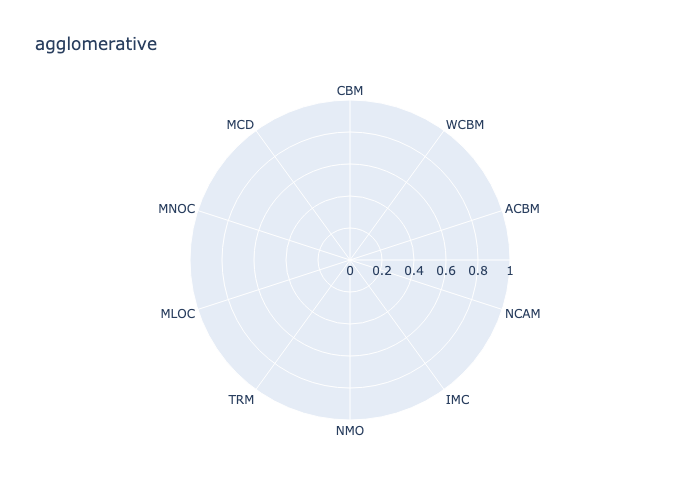 agglomerative
CBM
MCD
WCBM
MNOC
ACBM
0 0.2 0.4 0.6 0.8 1
MLOC
NCAM
TRM
IMC
NMO